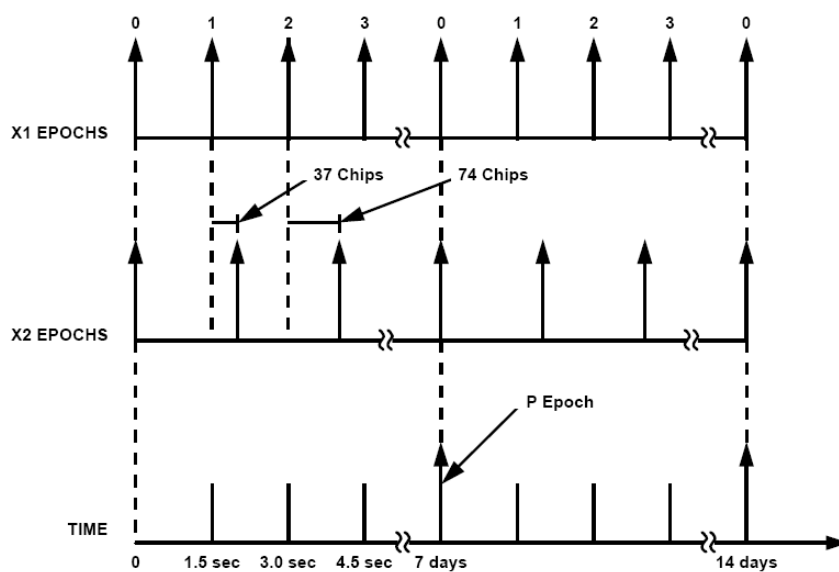 0 1 2 3 0 1 2 3 0
X1 EPOCHS
37 Chips 74 Chips
X2 EPOCHS
P Epoch
TIME
0 1.5 sec 3.0 sec 4.5 sec 7 days 14 days